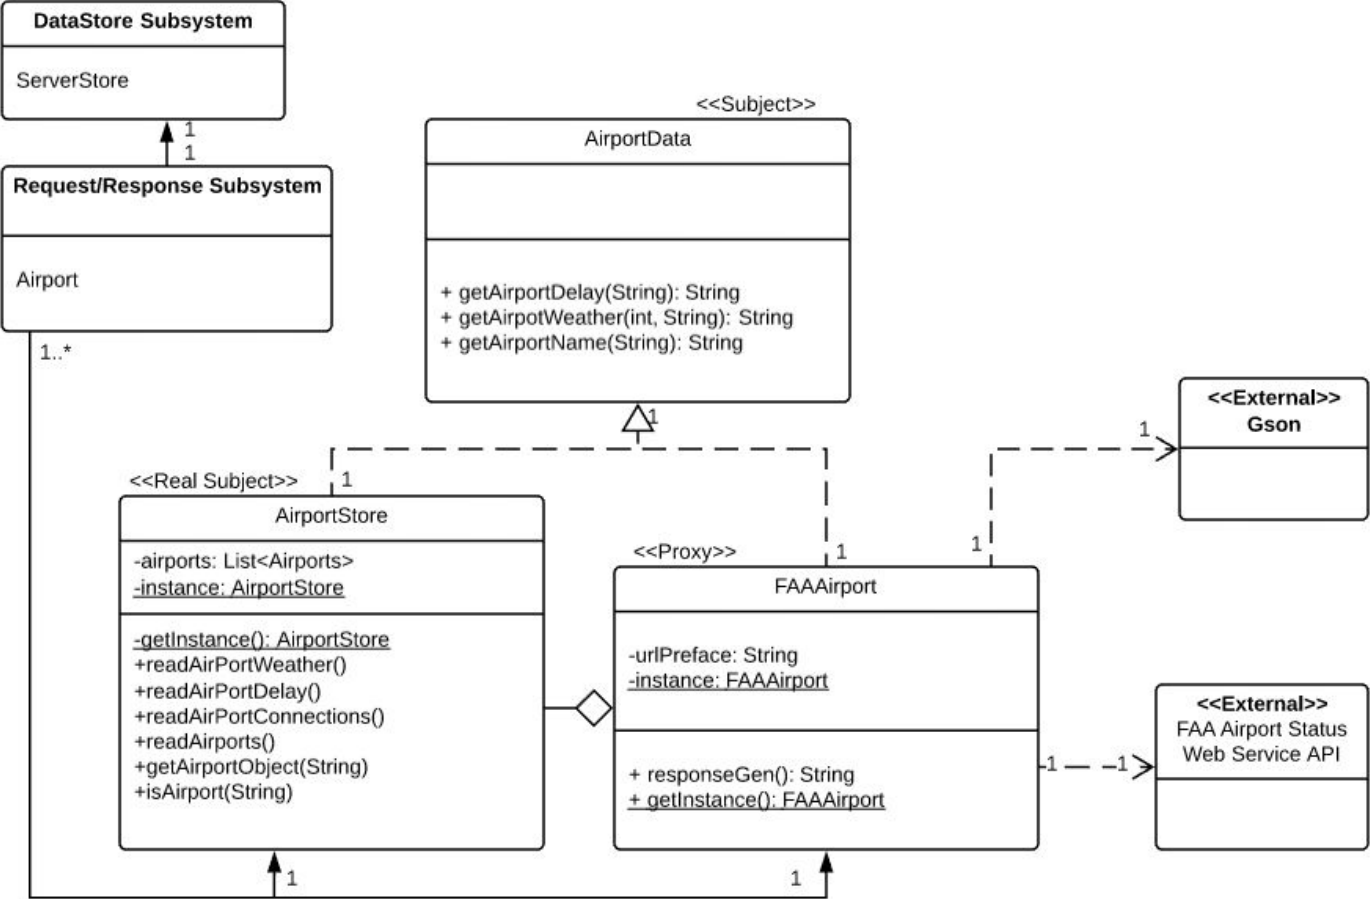 DataStore Subsystem
ServerStore
1
1
Request/Response Subsystem
Airport
1..*
<<Subject>>
AirportData
+ getAirportDelay(String): String
+ getAirpotWeather(int, String): String
+ getAirportName(String): String
1
<<Real Subject>>
1
AirportStore
-airports: List<Airports>
-instance: AirportStore
-getInstance(): AirportStore
+readAirPortWeather()
+readAirPortDelay()
+readAirPortConnections()
+readAirports()
+getAirportObject(String)
+isAirport(String)
1
<<Proxy>>
1
FAAAirport
-urlPreface: String
-instance: FAAAirport
+ responseGen(): String
+ getInstance(): FAAAirport
1
1
1
<<External>>
Gson
1
1
<<External>>
FAA Airport Status
Web Service API